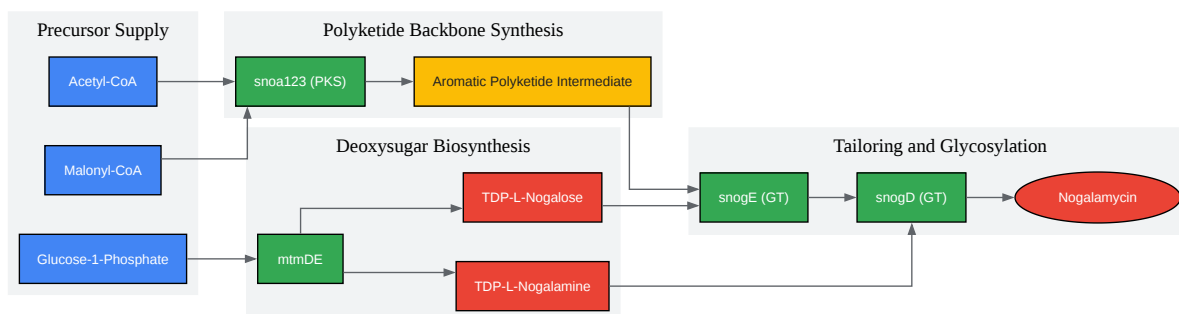 Precursor Supply
Acetyl-CoA
Malonyl-CoA
Glucose-1-Phosphate
Polyketide Backbone Synthesis
snoa123 (PKS)
Aromatic Polyketide Intermediate
Deoxysugar Biosynthesis
mtmDE
TDP-L-Nogalose
TDP-L-Nogalamine
Tailoring and Glycosylation
snogE (GT)
snogD (GT)
Nogalamycin